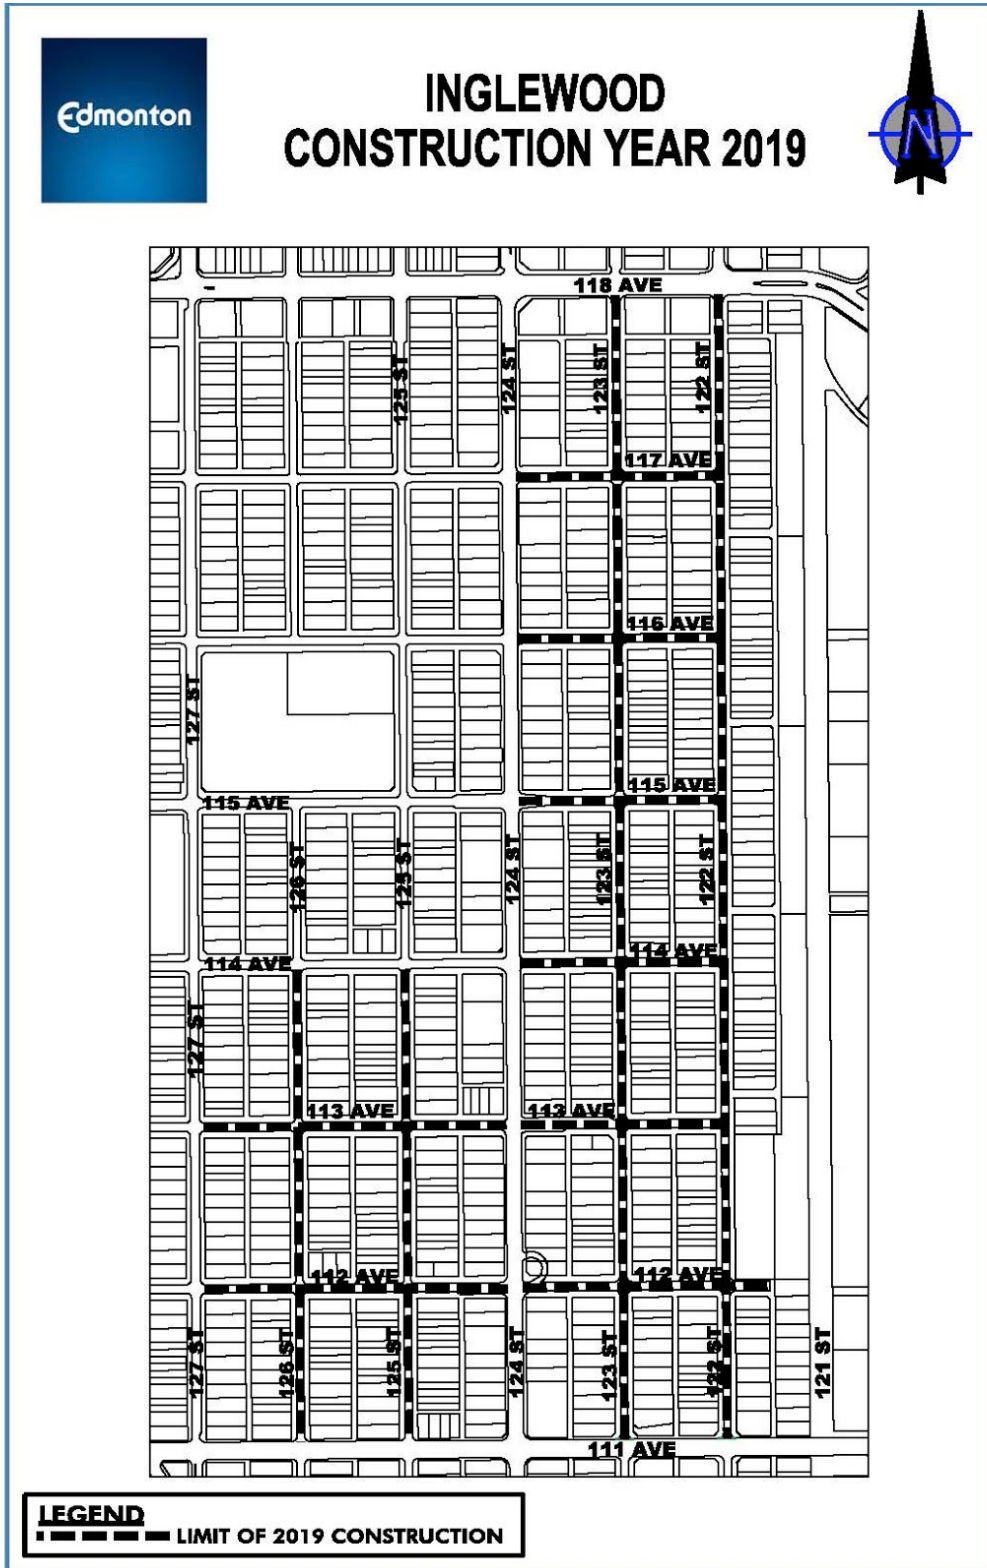 Edmonton
INGLEWOOD
CONSTRUCTION YEAR 2019
N
118 AVE
125 ST
124 ST
123 ST
122 ST
117 AVE
116 AVE
127 ST
115 AVE
115 AVE
126 ST
125 ST
124 ST
123 ST
122 ST
114 AVE
114 AVE
127 ST
113 AVE
113 AVE
112 AVE
112 AVE
127 ST
126 ST
125 ST
124 ST
123 ST
122 ST
121 ST
111 AVE
LEGEND
LIMIT OF 2019 CONSTRUCTION